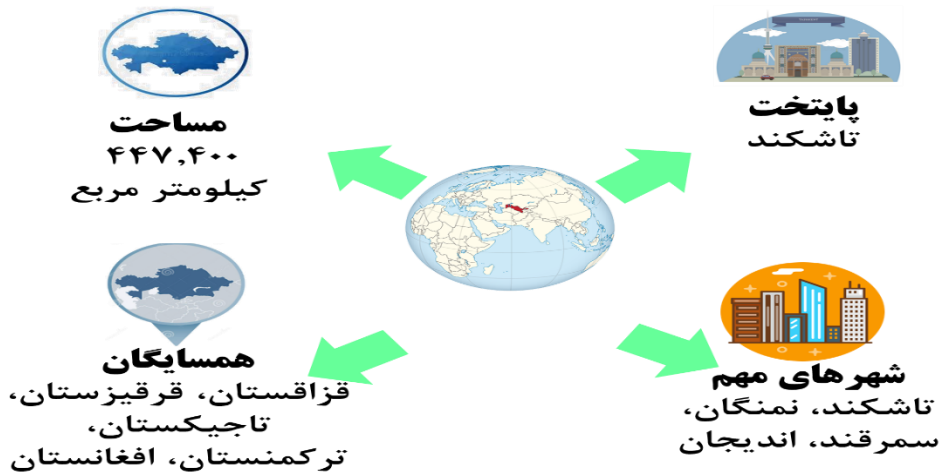 پایتخت
تاشکند
مساحت
۴۴۷,۴۰۰
کیلومتر مربع
شهرهای مهم
تاشکند، نمنگان،
سمرقند، اندیجان
همسایگان
قزاقستان، قرقیزستان،
تاجیکستان،
ترکمنستان، افغانستان